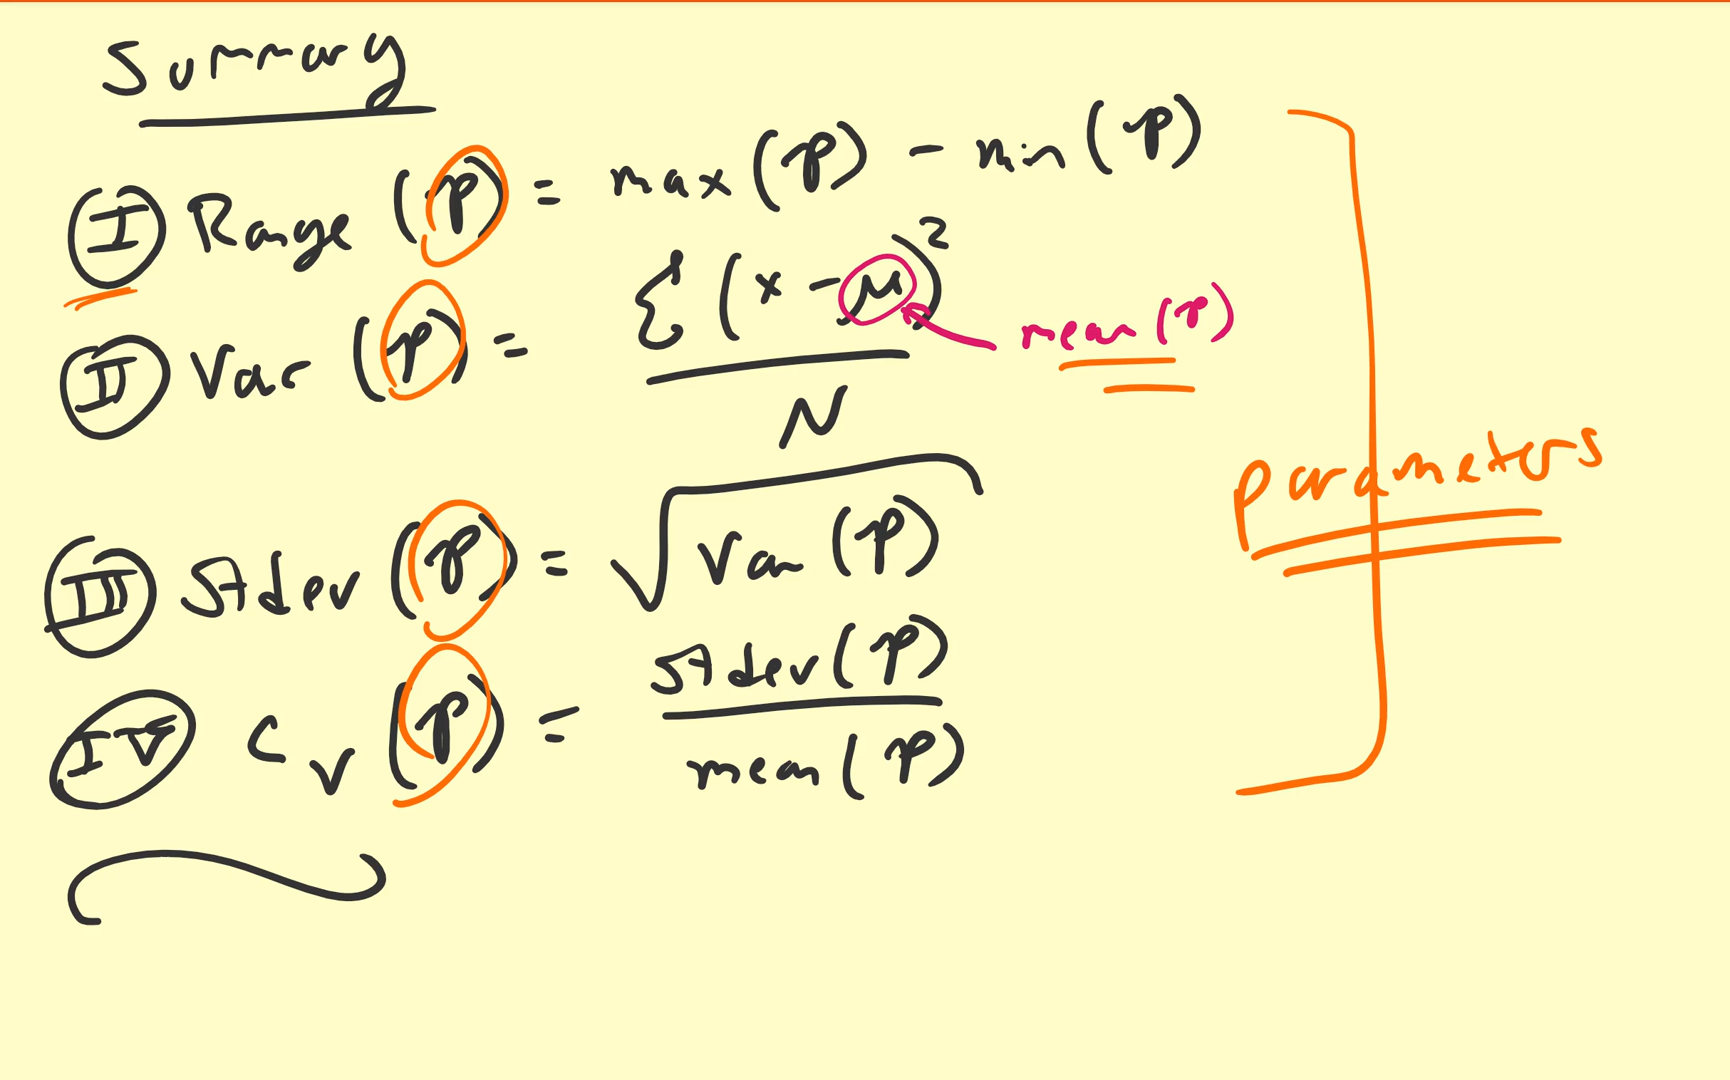 Summary
I Range (p) = max(p) - min(p)
II Var (p) = Σ(x - μ)² / N
mean(p)
parameters
III Stdev (p) = √Var(p)
IV Cv (p) = stdev(p) / mean(p)